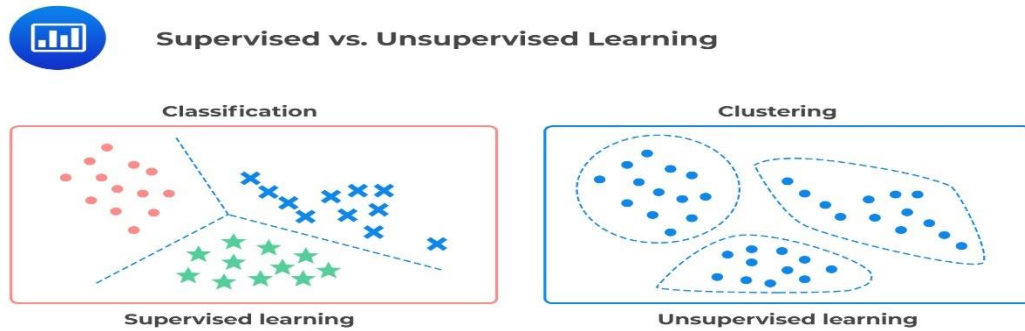 Supervised vs. Unsupervised Learning
Classification
Clustering
Supervised learning
Unsupervised learning